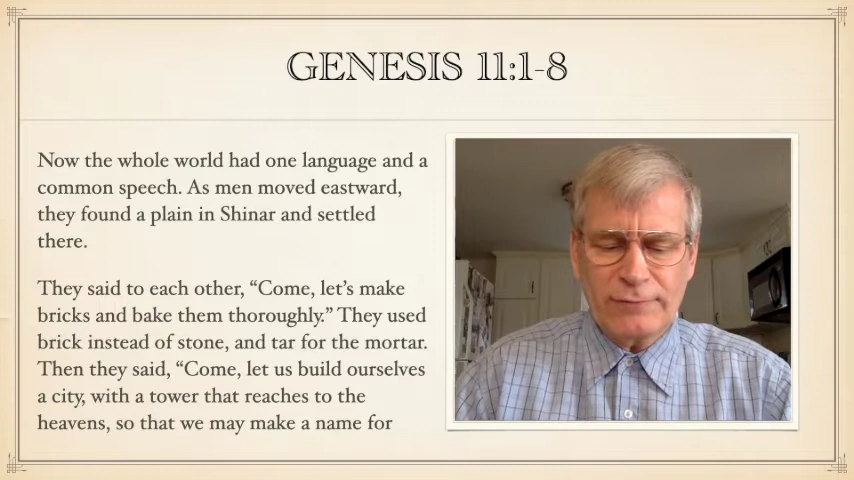 GENESIS 11:1-8
Now the whole world had one language and a
common speech. As men moved eastward,
they found a plain in Shinar and settled
there.
They said to each other, “Come, let’s make
bricks and bake them thoroughly.” They used
brick instead of stone, and tar for the mortar.
Then they said, “Come, let us build ourselves
a city, with a tower that reaches to the
heavens, so that we may make a name for